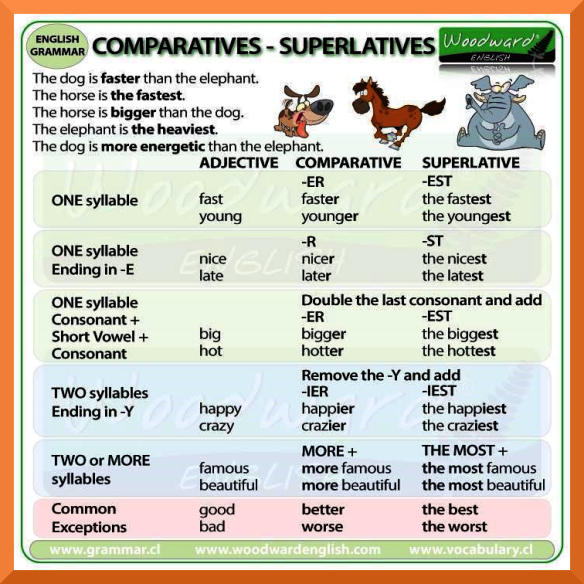 ENGLISH
GRAMMAR
COMPARATIVES - SUPERLATIVES
Woodward®
ENGLISH
The dog is faster than the elephant.
The horse is the fastest.
The horse is bigger than the dog.
The elephant is the heaviest.
The dog is more energetic than the elephant.
ADJECTIVE COMPARATIVE SUPERLATIVE
-ER -EST
ONE syllable fast faster the fastest
young younger the youngest
-R -ST
ONE syllable
Ending in -E
nice nicer the nicest
late later the latest
ONE syllable
Consonant +
Short Vowel +
Consonant
Double the last consonant and add
-ER -EST
big bigger the biggest
hot hotter the hottest
Remove the -Y and add
-IER -IEST
TWO syllables
Ending in -Y
happy happier the happiest
crazy crazier the craziest
TWO or MORE
syllables
MORE + THE MOST +
famous more famous the most famous
beautiful more beautiful the most beautiful
Common
Exceptions
good better the best
bad worse the worst
www.grammar.cl www.woodwardenglish.com www.vocabulary.cl